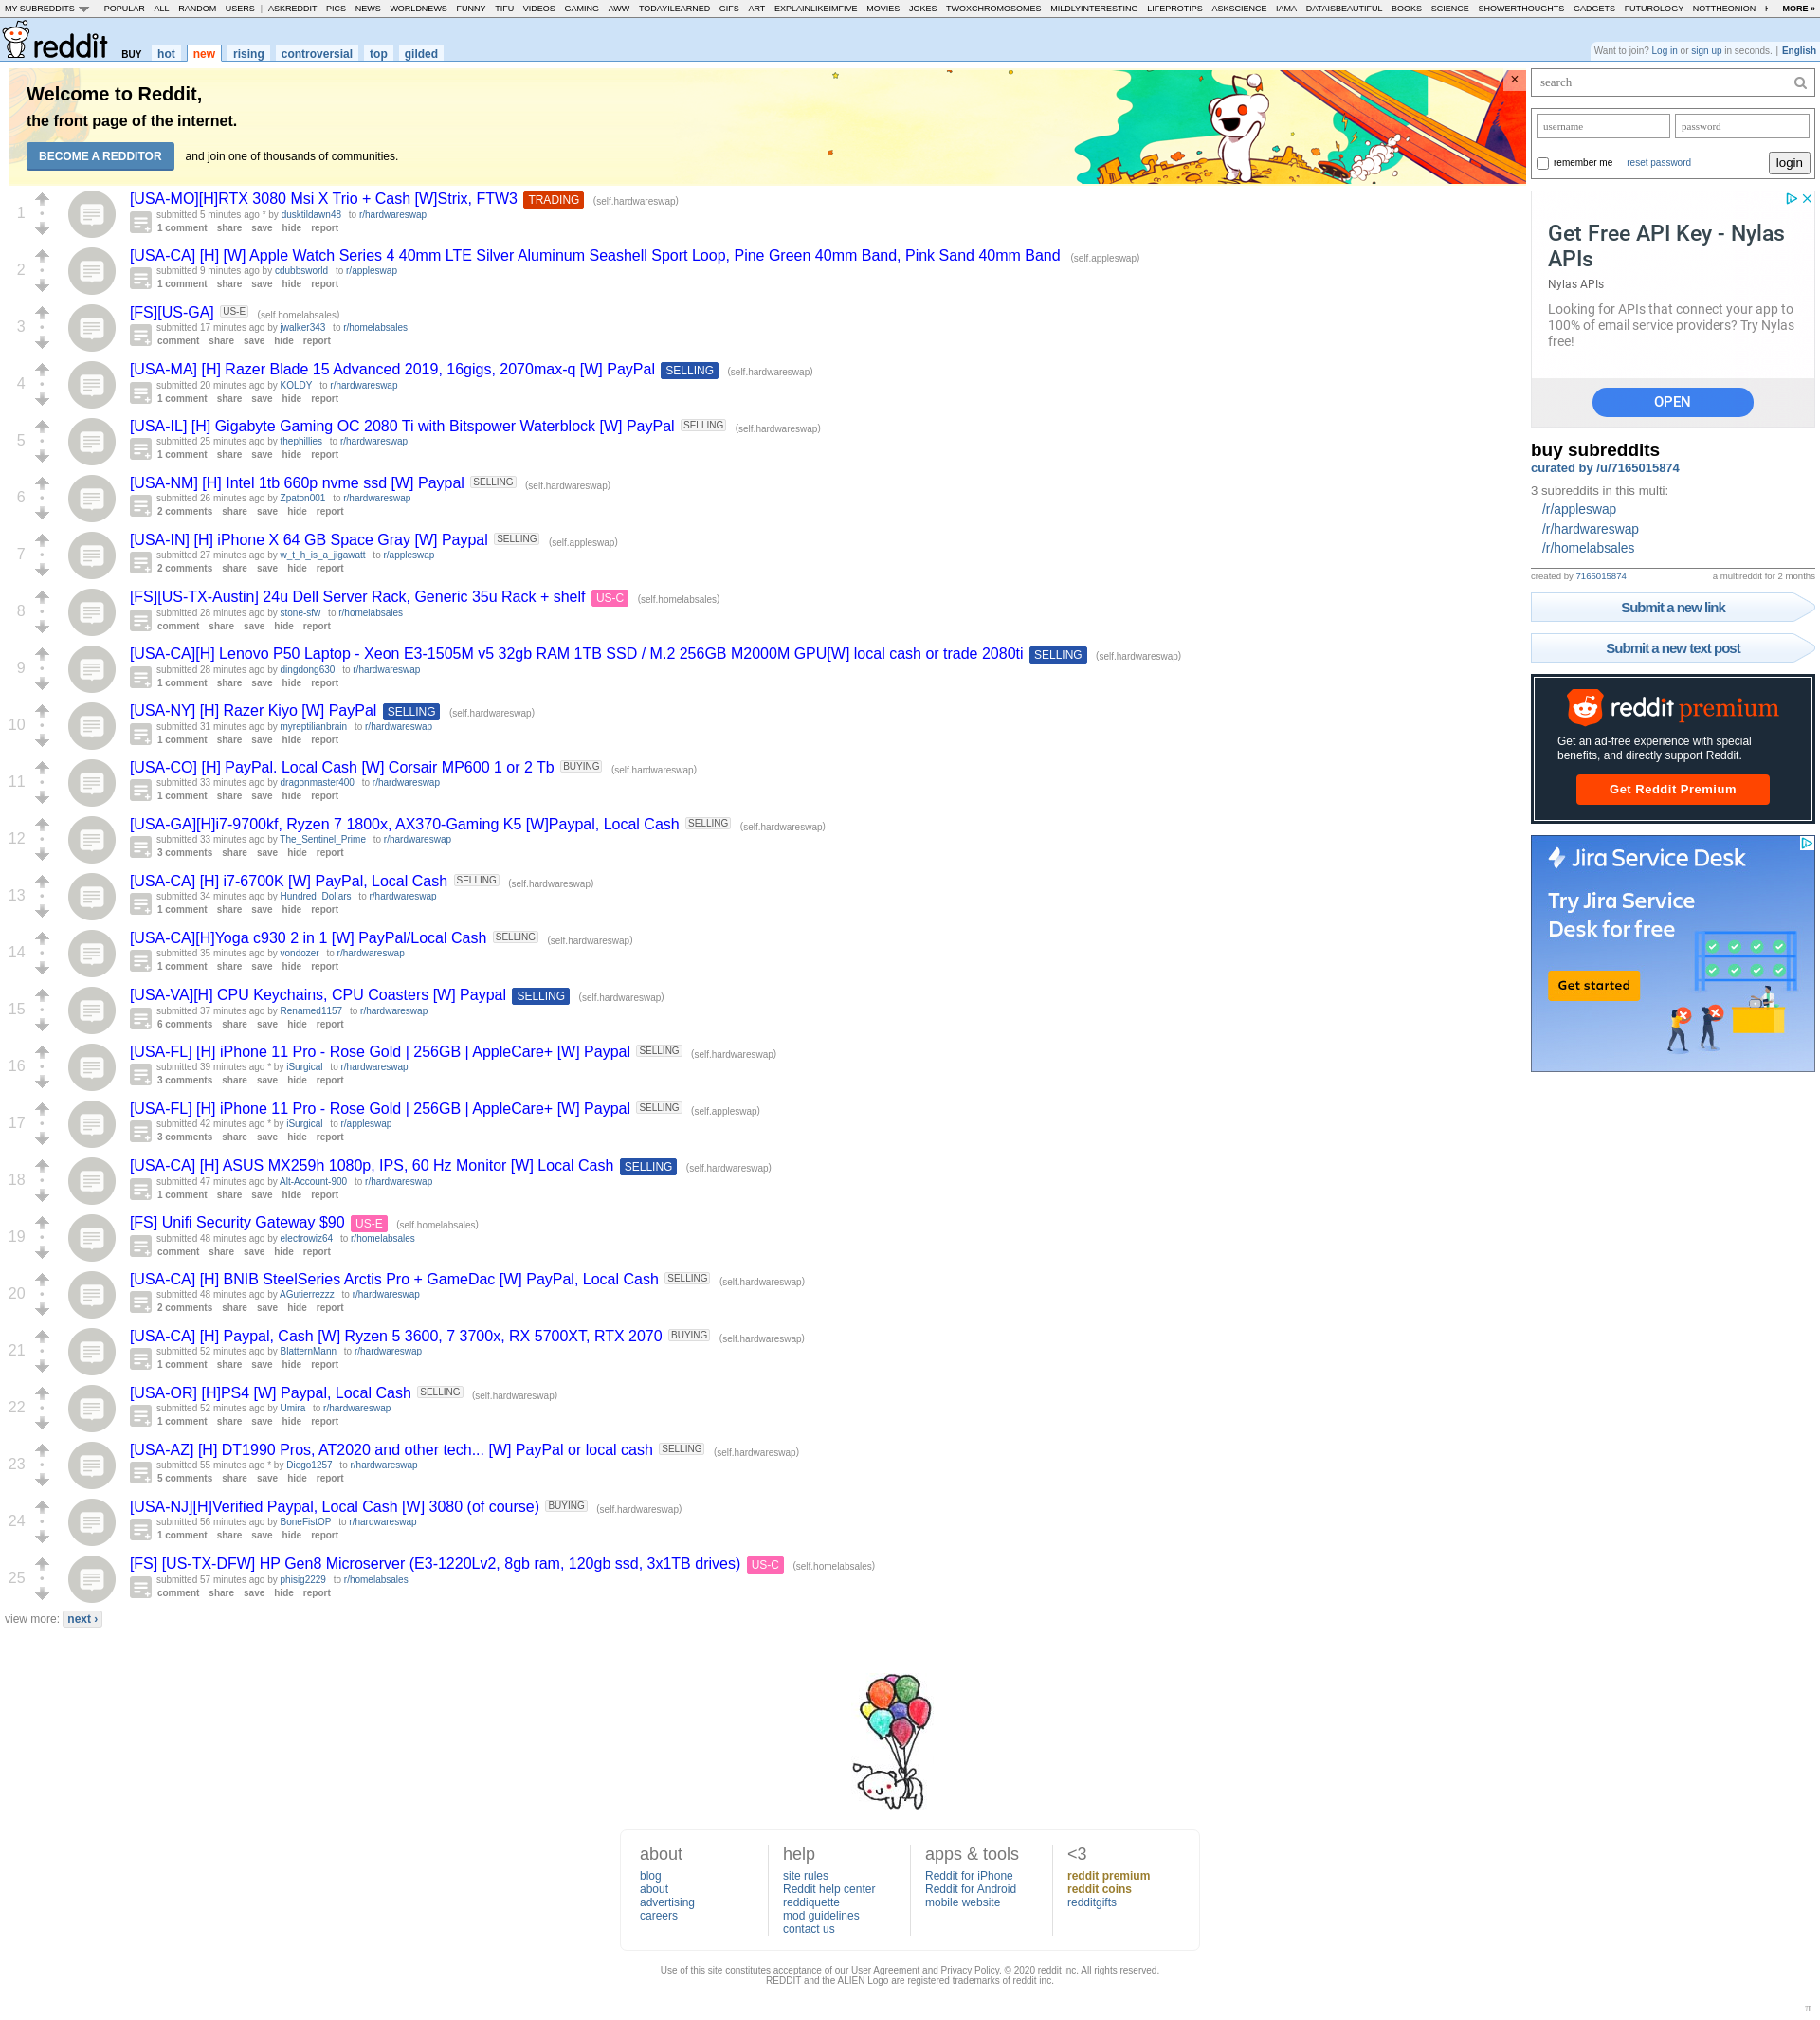 MY SUBREDDITS POPULAR - ALL - RANDOM - USERS | ASKREDDIT - PICS - NEWS - WORLDNEWS - FUNNY - TIFU - VIDEOS - GAMING - AWW - TODAYILEARNED - GIFS - ART - EXPLAINLIKEIMFIVE - MOVIES - JOKES - TWOXCHROMOSOMES - MILDLYINTERESTING - LIFEPROTIPS - ASKSCIENCE - IAMA - DATAISBEAUTIFUL - BOOKS - SCIENCE - SHOWERTHOUGHTS - GADGETS - FUTUROLOGY - NOTTHEONION - MORE »
reddit BUY hot new rising controversial top gilded
Want to join? Log in or sign up in seconds. | English
Welcome to Reddit,
the front page of the internet.
BECOME A REDDITOR and join one of thousands of communities.
1
[USA-MO][H]RTX 3080 Msi X Trio + Cash [W]Strix, FTW3 TRADING (self.hardwareswap)
submitted 5 minutes ago * by dusktildawn48 to r/hardwareswap
1 comment share save hide report
2
[USA-CA] [H] [W] Apple Watch Series 4 40mm LTE Silver Aluminum Seashell Sport Loop, Pine Green 40mm Band, Pink Sand 40mm Band (self.appleswap)
submitted 9 minutes ago by cdubbsworld to r/appleswap
1 comment share save hide report
3
[FS][US-GA] US-E (self.homelabsales)
submitted 17 minutes ago by jwalker343 to r/homelabsales
comment share save hide report
4
[USA-MA] [H] Razer Blade 15 Advanced 2019, 16gigs, 2070max-q [W] PayPal SELLING (self.hardwareswap)
submitted 20 minutes ago by KOLDY to r/hardwareswap
1 comment share save hide report
5
[USA-IL] [H] Gigabyte Gaming OC 2080 Ti with Bitspower Waterblock [W] PayPal SELLING (self.hardwareswap)
submitted 25 minutes ago by thephillies to r/hardwareswap
1 comment share save hide report
6
[USA-NM] [H] Intel 1tb 660p nvme ssd [W] Paypal SELLING (self.hardwareswap)
submitted 26 minutes ago by Zpaton001 to r/hardwareswap
2 comments share save hide report
7
[USA-IN] [H] iPhone X 64 GB Space Gray [W] Paypal SELLING (self.appleswap)
submitted 27 minutes ago by w_t_h_is_a_jigawatt to r/appleswap
2 comments share save hide report
8
[FS][US-TX-Austin] 24u Dell Server Rack, Generic 35u Rack + shelf US-C (self.homelabsales)
submitted 28 minutes ago by stone-sfw to r/homelabsales
comment share save hide report
9
[USA-CA][H] Lenovo P50 Laptop - Xeon E3-1505M v5 32gb RAM 1TB SSD / M.2 256GB M2000M GPU[W] local cash or trade 2080ti SELLING (self.hardwareswap)
submitted 28 minutes ago by dingdong630 to r/hardwareswap
1 comment share save hide report
10
[USA-NY] [H] Razer Kiyo [W] PayPal SELLING (self.hardwareswap)
submitted 31 minutes ago by myreptilianbrain to r/hardwareswap
1 comment share save hide report
11
[USA-CO] [H] PayPal. Local Cash [W] Corsair MP600 1 or 2 Tb BUYING (self.hardwareswap)
submitted 33 minutes ago by dragonmaster400 to r/hardwareswap
1 comment share save hide report
12
[USA-GA][H]i7-9700kf, Ryzen 7 1800x, AX370-Gaming K5 [W]Paypal, Local Cash SELLING (self.hardwareswap)
submitted 33 minutes ago by The_Sentinel_Prime to r/hardwareswap
3 comments share save hide report
13
[USA-CA] [H] i7-6700K [W] PayPal, Local Cash SELLING (self.hardwareswap)
submitted 34 minutes ago by Hundred_Dollars to r/hardwareswap
1 comment share save hide report
14
[USA-CA][H]Yoga c930 2 in 1 [W] PayPal/Local Cash SELLING (self.hardwareswap)
submitted 35 minutes ago by vondozer to r/hardwareswap
1 comment share save hide report
15
[USA-VA][H] CPU Keychains, CPU Coasters [W] Paypal SELLING (self.hardwareswap)
submitted 37 minutes ago by Renamed1157 to r/hardwareswap
6 comments share save hide report
16
[USA-FL] [H] iPhone 11 Pro - Rose Gold | 256GB | AppleCare+ [W] Paypal SELLING (self.hardwareswap)
submitted 39 minutes ago * by iSurgical to r/hardwareswap
3 comments share save hide report
17
[USA-FL] [H] iPhone 11 Pro - Rose Gold | 256GB | AppleCare+ [W] Paypal SELLING (self.appleswap)
submitted 42 minutes ago * by iSurgical to r/appleswap
3 comments share save hide report
18
[USA-CA] [H] ASUS MX259h 1080p, IPS, 60 Hz Monitor [W] Local Cash SELLING (self.hardwareswap)
submitted 47 minutes ago by Alt-Account-900 to r/hardwareswap
1 comment share save hide report
19
[FS] Unifi Security Gateway $90 US-E (self.homelabsales)
submitted 48 minutes ago by electrowiz64 to r/homelabsales
comment share save hide report
20
[USA-CA] [H] BNIB SteelSeries Arctis Pro + GameDac [W] PayPal, Local Cash SELLING (self.hardwareswap)
submitted 48 minutes ago by AGutierrezzz to r/hardwareswap
2 comments share save hide report
21
[USA-CA] [H] Paypal, Cash [W] Ryzen 5 3600, 7 3700x, RX 5700XT, RTX 2070 BUYING (self.hardwareswap)
submitted 52 minutes ago by BlatternMann to r/hardwareswap
1 comment share save hide report
22
[USA-OR] [H]PS4 [W] Paypal, Local Cash SELLING (self.hardwareswap)
submitted 52 minutes ago by Umira to r/hardwareswap
1 comment share save hide report
23
[USA-AZ] [H] DT1990 Pros, AT2020 and other tech... [W] PayPal or local cash SELLING (self.hardwareswap)
submitted 55 minutes ago * by Diego1257 to r/hardwareswap
5 comments share save hide report
24
[USA-NJ][H]Verified Paypal, Local Cash [W] 3080 (of course) BUYING (self.hardwareswap)
submitted 56 minutes ago by BoneFistOP to r/hardwareswap
1 comment share save hide report
25
[FS] [US-TX-DFW] HP Gen8 Microserver (E3-1220Lv2, 8gb ram, 120gb ssd, 3x1TB drives) US-C (self.homelabsales)
submitted 57 minutes ago by phisig2229 to r/homelabsales
comment share save hide report
view more: next ›
search
username password
remember me reset password login
Get Free API Key - Nylas
APIs
Nylas APIs
Looking for APIs that connect your app to
100% of email service providers? Try Nylas
free!
OPEN
buy subreddits
curated by /u/7165015874
3 subreddits in this multi:
/r/appleswap
/r/hardwareswap
/r/homelabsales
created by 7165015874 a multireddit for 2 months
Submit a new link
Submit a new text post
reddit premium
Get an ad-free experience with special
benefits, and directly support Reddit.
Get Reddit Premium
Jira Service Desk
Try Jira Service
Desk for free
Get started
about
blog
about
advertising
careers
help
site rules
Reddit help center
reddiquette
mod guidelines
contact us
apps & tools
Reddit for iPhone
Reddit for Android
mobile website
<3
reddit premium
reddit coins
redditgifts
Use of this site constitutes acceptance of our User Agreement and Privacy Policy. © 2020 reddit inc. All rights reserved.
REDDIT and the ALIEN Logo are registered trademarks of reddit inc.
π